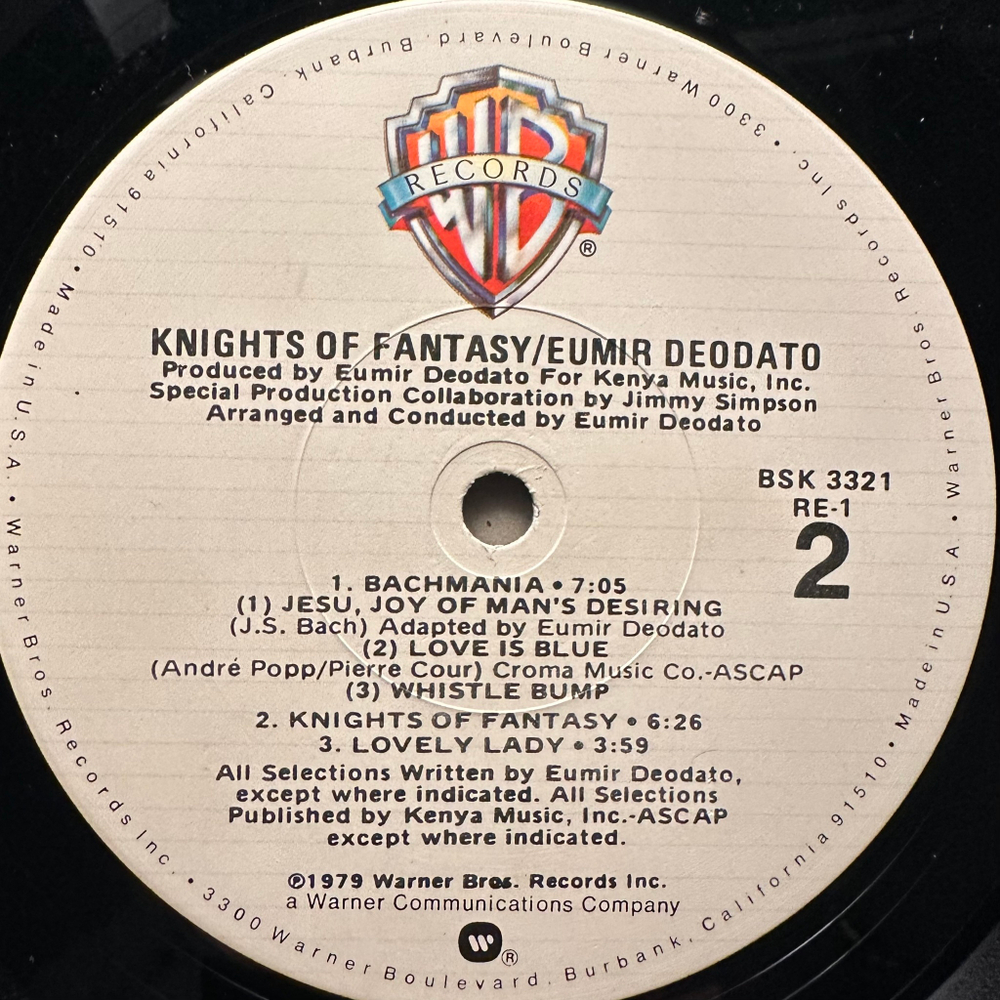 WB
RECORDS
®
KNIGHTS OF FANTASY/EUMIR DEODATO
Produced by Eumir Deodato For Kenya Music, Inc.
Special Production Collaboration by Jimmy Simpson
Arranged and Conducted by Eumir Deodato
BSK 3321
RE-1
2
1. BACHMANIA • 7:05
(1) JESU, JOY OF MAN'S DESIRING
(J.S. Bach) Adapted by Eumir Deodato
(2) LOVE IS BLUE
(André Popp/Pierre Cour) Croma Music Co.-ASCAP
(3) WHISTLE BUMP
2. KNIGHTS OF FANTASY • 6:26
3. LOVELY LADY • 3:59
All Selections Written by Eumir Deodato,
except where indicated. All Selections
Published by Kenya Music, Inc.-ASCAP
except where indicated.
℗1979 Warner Bros. Records Inc.
a Warner Communications Company
W ®
Warner Bros. Records Inc. • 3300 Warner Boulevard. Burbank. California 91510 • Made in U.S.A. • Warner Bros. Records Inc. • 3300 Warner Boulevard. Burbank. California 91510 • Made in U.S.A. •